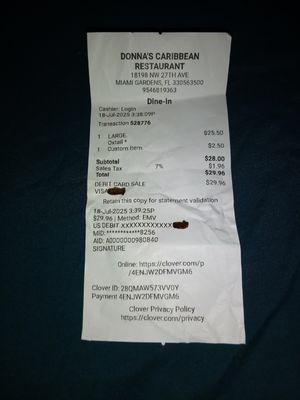 DONNA'S CARIBBEAN
RESTAURANT
18198 NW 27TH AVE
MIAMI GARDENS, FL 330563500
9546819363
Dine-in
Cashier: Login
18-Jul-2025 3:38:09P
Transaction 528776
1 LARGE $25.50
Oxtail *
1 Custom Item $2.50
Subtotal $28.00
Sales Tax 7% $1.96
Total $29.96
DEBIT CARD SALE $29.96
VISA
Retain this copy for statement validation
18-Jul-2025 3:39:25P
$29.96 | Method: EMV
US DEBIT XXXXXXXXXXXX
MID: ************8256
AID: A0000000980840
SIGNATURE
Online: https://clover.com/p
/4ENJW2DFMVGM6
Clover ID: 28QMAW573VV0Y
Payment 4ENJW2DFMVGM6
Clover Privacy Policy
https://clover.com/privacy